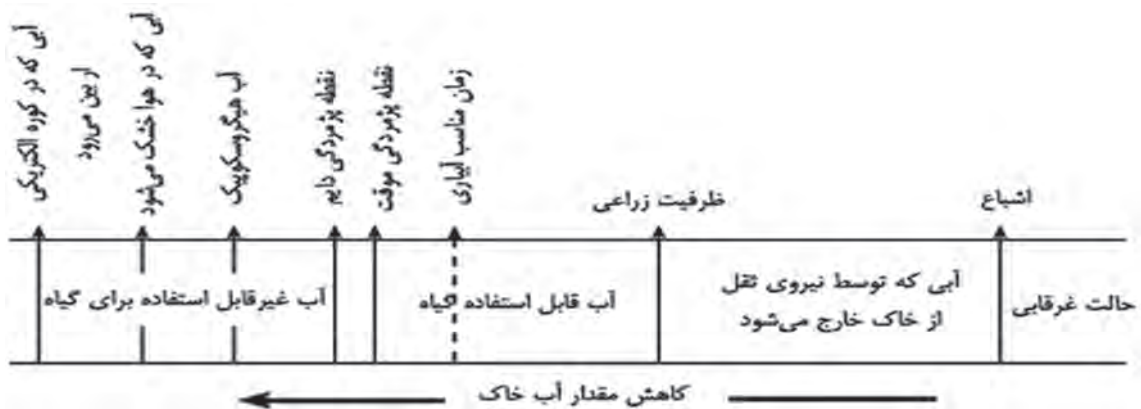 اشباع
ظرفیت زراعی
زمان مناسب آبیاری
نقطه پژمردگی موقت
نقطه پژمردگی دایم
آب هیگروسکوپیک
آبی که در هوا خشک می‌شود
آبی که در کوره الکتریکی
از بین می‌رود
حالت غرقابی
آبی که توسط نیروی ثقل
از خاک خارج می‌شود
آب قابل استفاده گیاه
آب غیرقابل استفاده برای گیاه
کاهش مقدار آب خاک